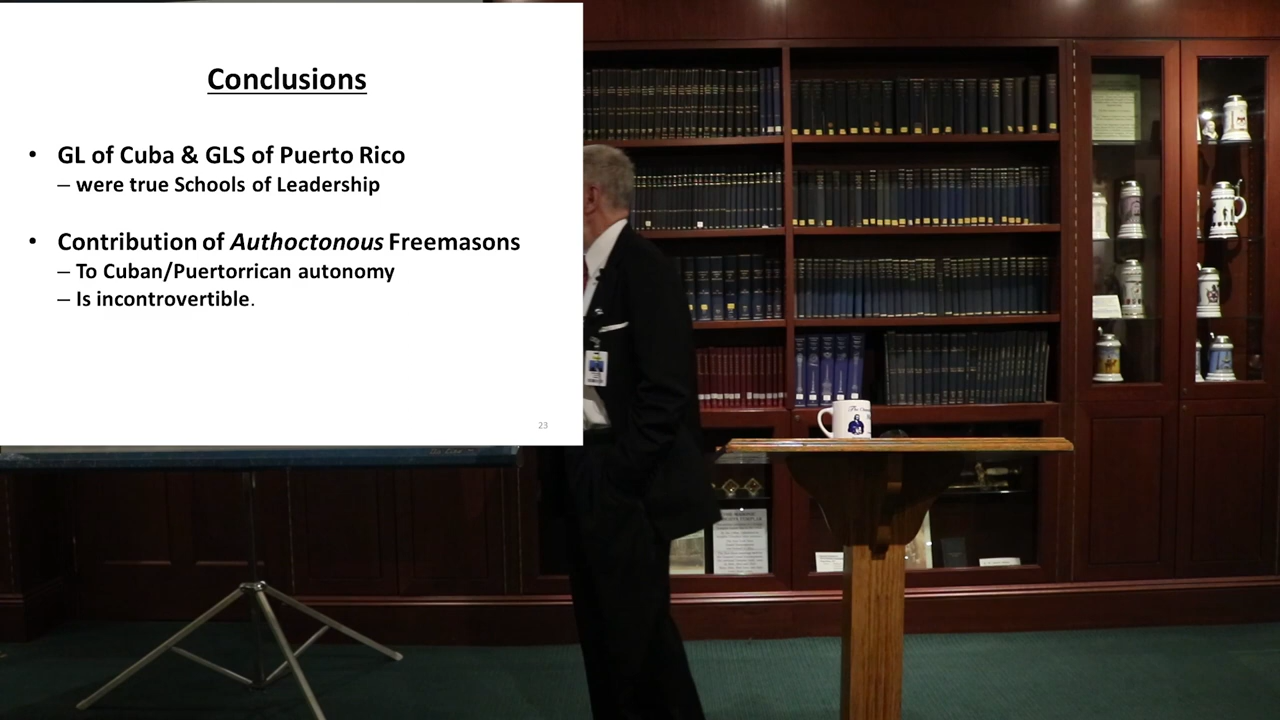 Conclusions
• GL of Cuba & GLS of Puerto Rico
– were true Schools of Leadership
• Contribution of Authoctonous Freemasons
– To Cuban/Puertorrican autonomy
– Is incontrovertible.
23